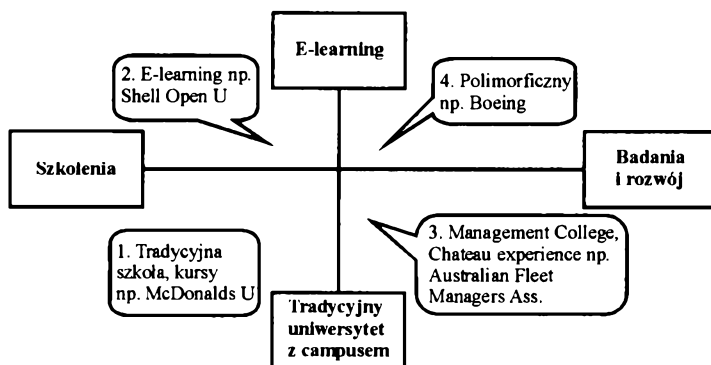 E-learning
2. E-learning np.
Shell Open U
4. Polimorficzny
np. Boeing
Szkolenia
Badania
i rozwój
1. Tradycyjna
szkoła, kursy
np. McDonalds U
3. Management College,
Chateau experience np.
Australian Fleet
Managers Ass.
Tradycyjny
uniwersytet
z campusem